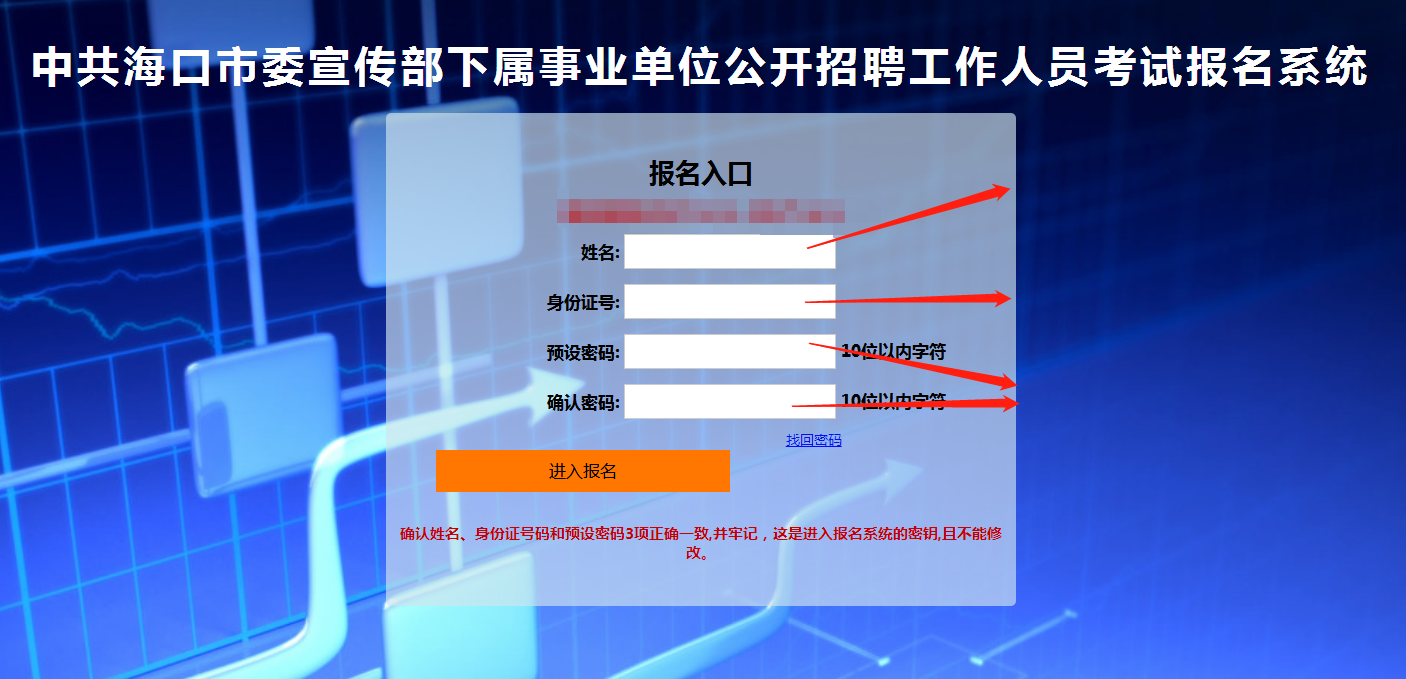 中共海口市委宣传部下属事业单位公开招聘工作人员考试报名系统
报名入口
姓名:
身份证号:
预设密码: 10位以内字符
确认密码: 10位以内字符
找回密码
进入报名
确认姓名、身份证号码和预设密码3项正确一致,并牢记，这是进入报名系统的密钥,且不能修
改。